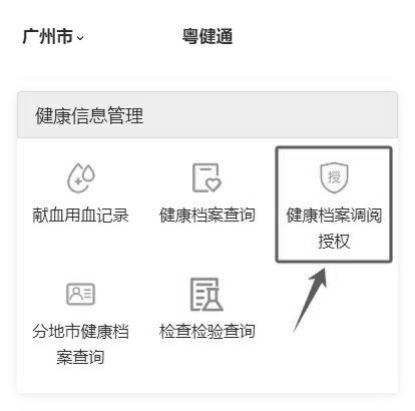 广州市 粤健通
健康信息管理
授
献血用血记录 健康档案查询 健康档案调阅
授权
分地市健康档 检查检验查询
案查询